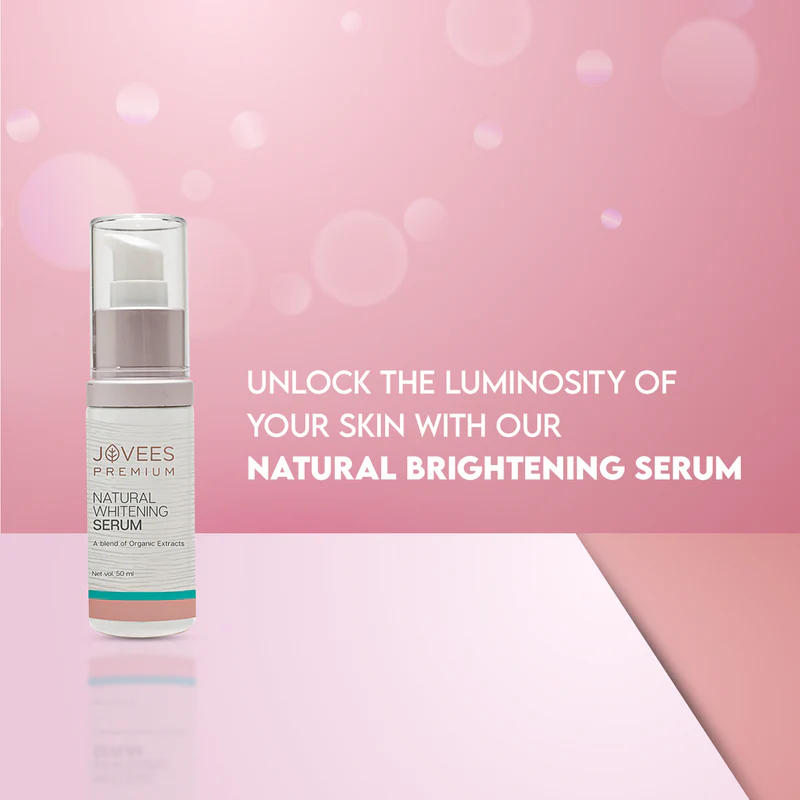 JOVEES
PREMIUM
NATURAL
WHITENING
SERUM
A blend of Organic Extracts
Net vol. 50 ml
UNLOCK THE LUMINOSITY OF
YOUR SKIN WITH OUR
NATURAL BRIGHTENING SERUM